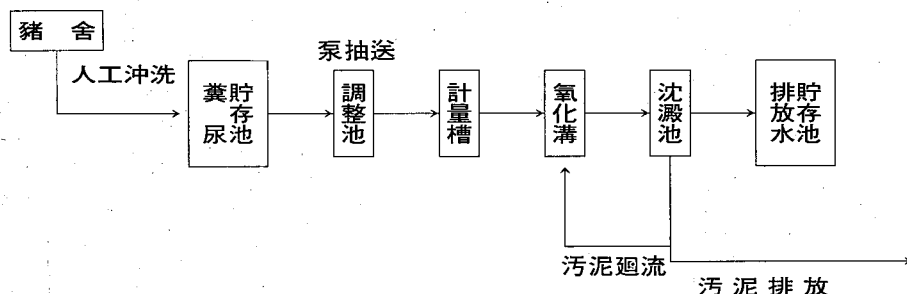 豬舍
人工沖洗
糞尿
貯存池
泵抽送
調整池
計量槽
氧化溝
沈澱池
排放水
貯存池
污泥廻流
污泥排放